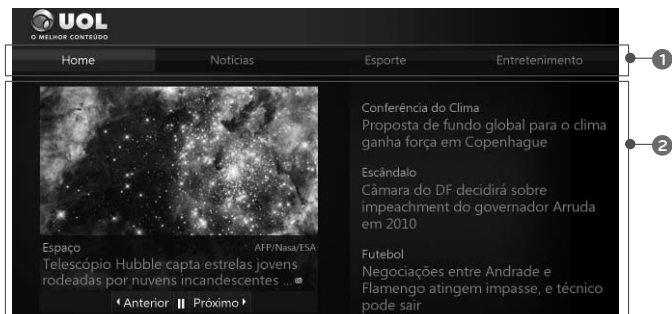 UOL
O MELHOR CONTEÚDO
Home Notícias Esporte Entretenimento
1
Conferência do Clima
Proposta de fundo global para o clima
ganha força em Copenhague
2
Escândalo
Câmara do DF decidirá sobre
impeachment do governador Arruda
em 2010
Espaço AFP/Nasa/ESA
Telescópio Hubble capta estrelas jovens
rodeadas por nuvens incandescentes ...
Anterior Próximo
Futebol
Negociações entre Andrade e
Flamengo atingem impasse, e técnico
pode sair